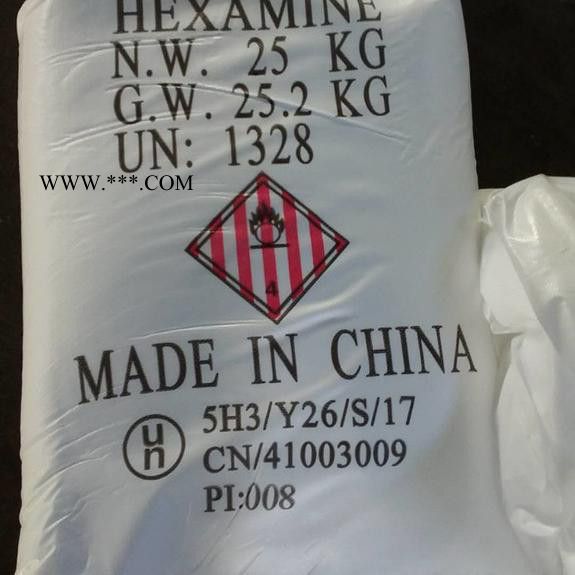 HEXAMINE
N.W. 25 KG
G.W. 25.2 KG
UN: 1328
WWW.***.COM
4
MADE IN CHINA
un
5H3/Y26/S/17
CN/41003009
PI:008